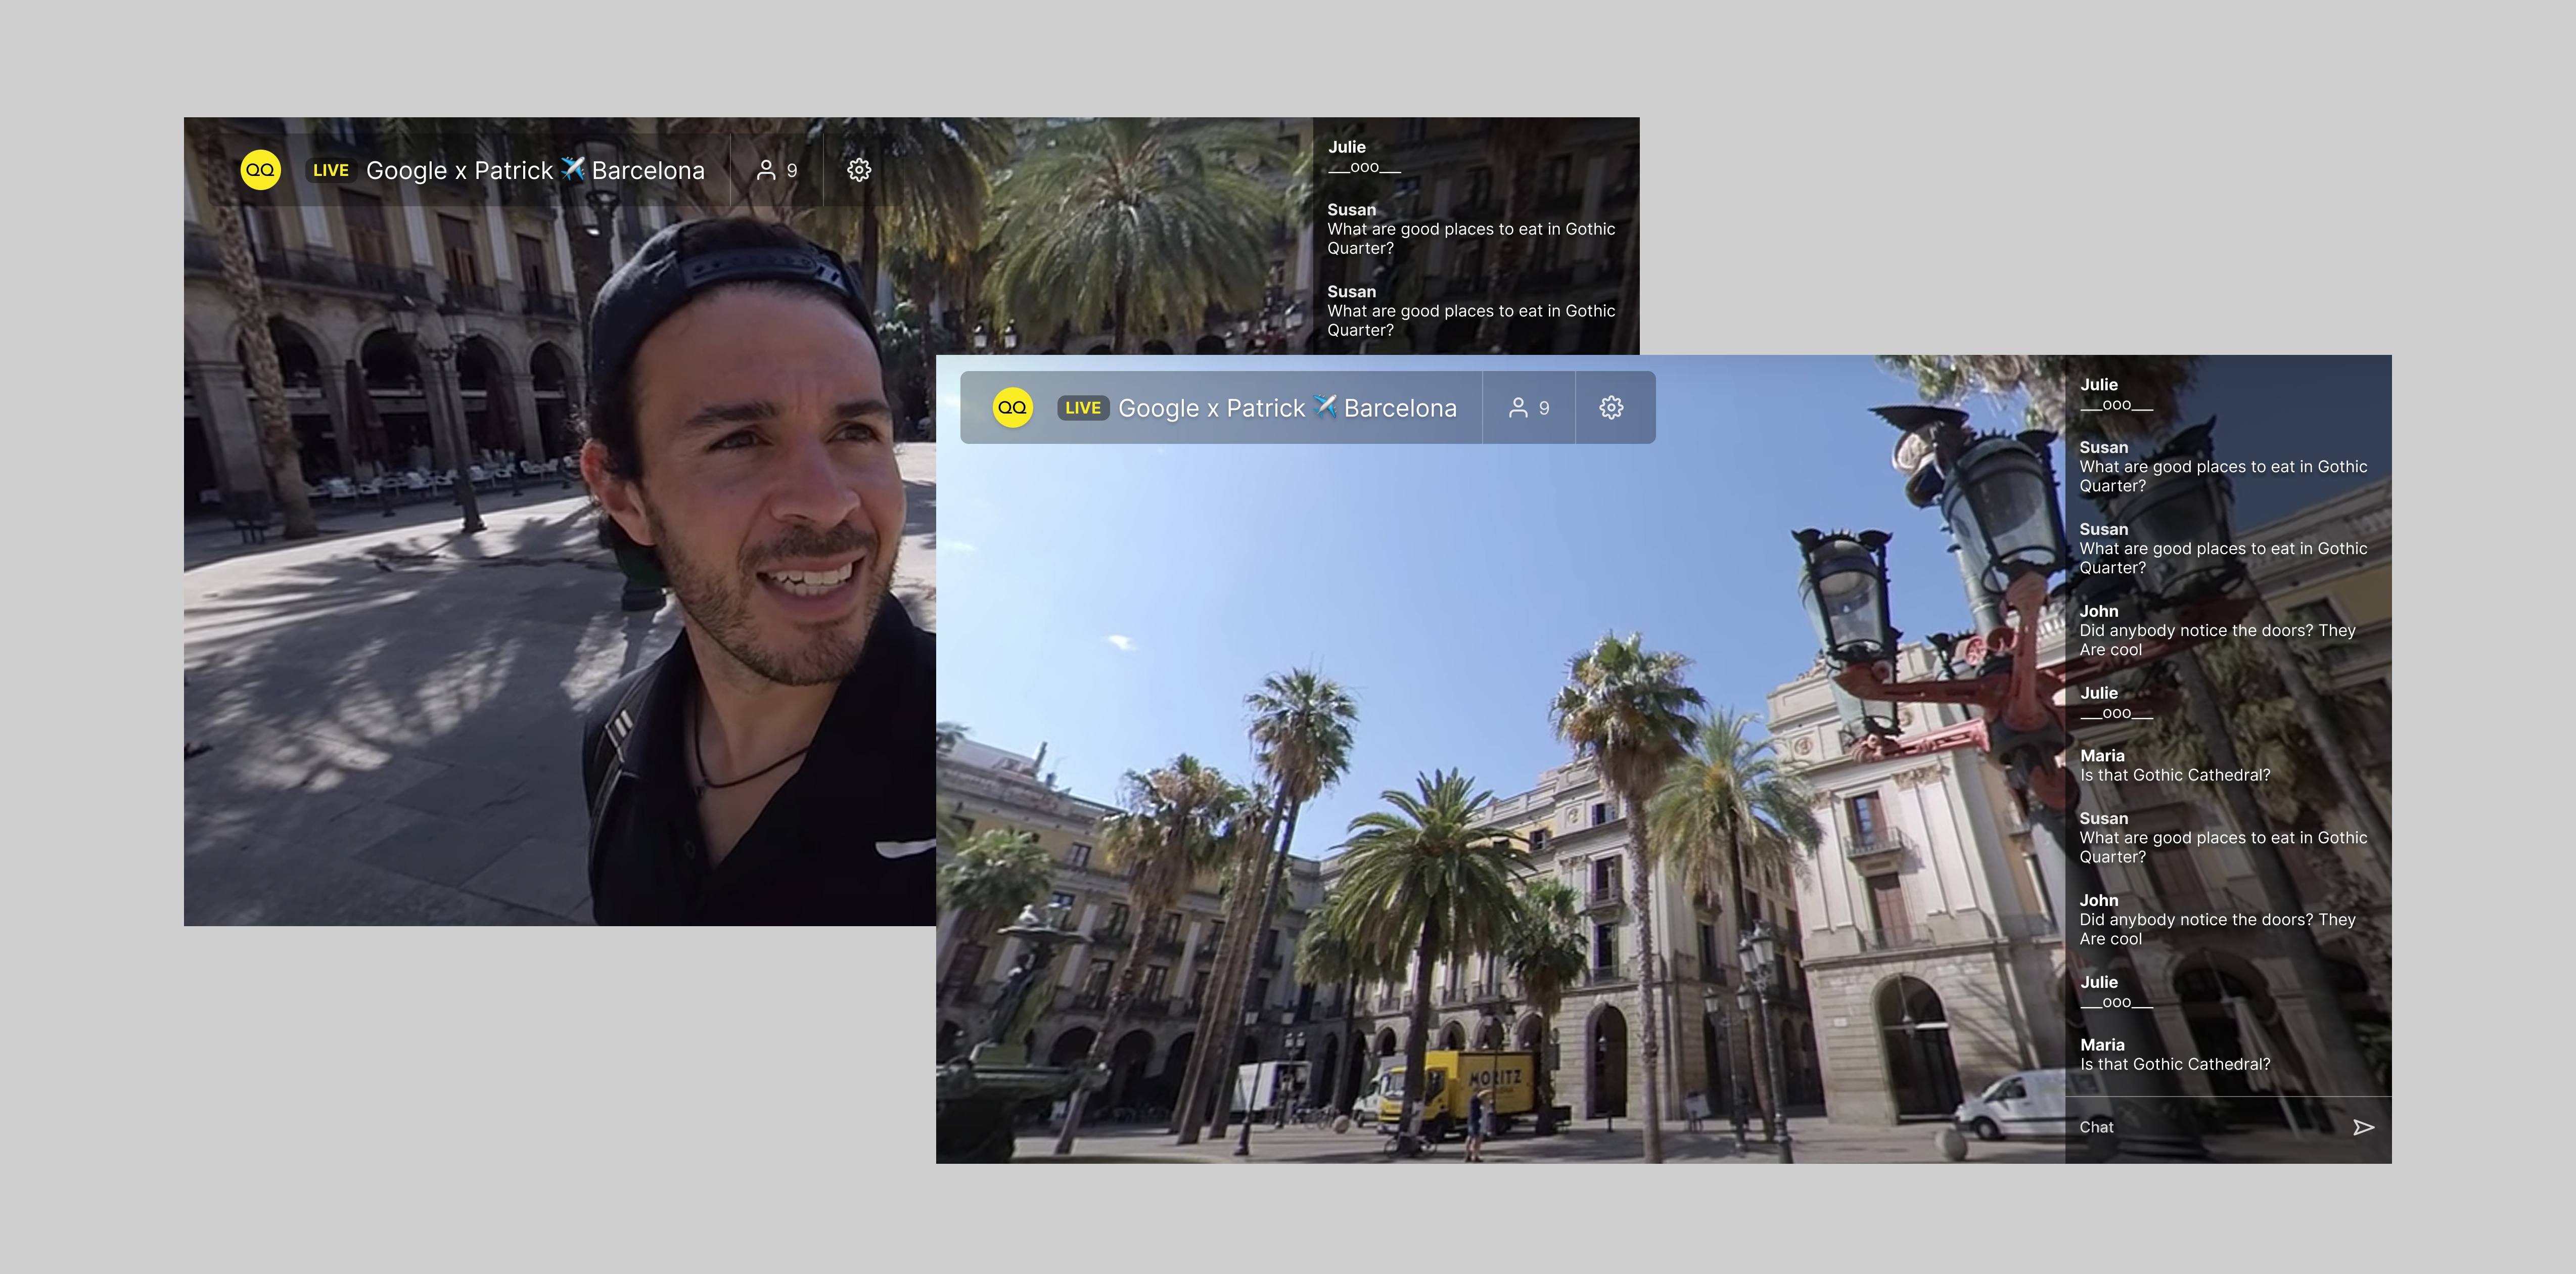 QQ LIVE Google x Patrick ✈️ Barcelona 9
Julie
___ooo___
Susan
What are good places to eat in Gothic
Quarter?
Susan
What are good places to eat in Gothic
Quarter?
QQ LIVE Google x Patrick ✈️ Barcelona 9
Julie
___ooo___
Susan
What are good places to eat in Gothic
Quarter?
Susan
What are good places to eat in Gothic
Quarter?
John
Did anybody notice the doors? They
Are cool
Julie
___ooo___
Maria
Is that Gothic Cathedral?
Susan
What are good places to eat in Gothic
Quarter?
John
Did anybody notice the doors? They
Are cool
Julie
___ooo___
Maria
Is that Gothic Cathedral?
Chat
MORITZ